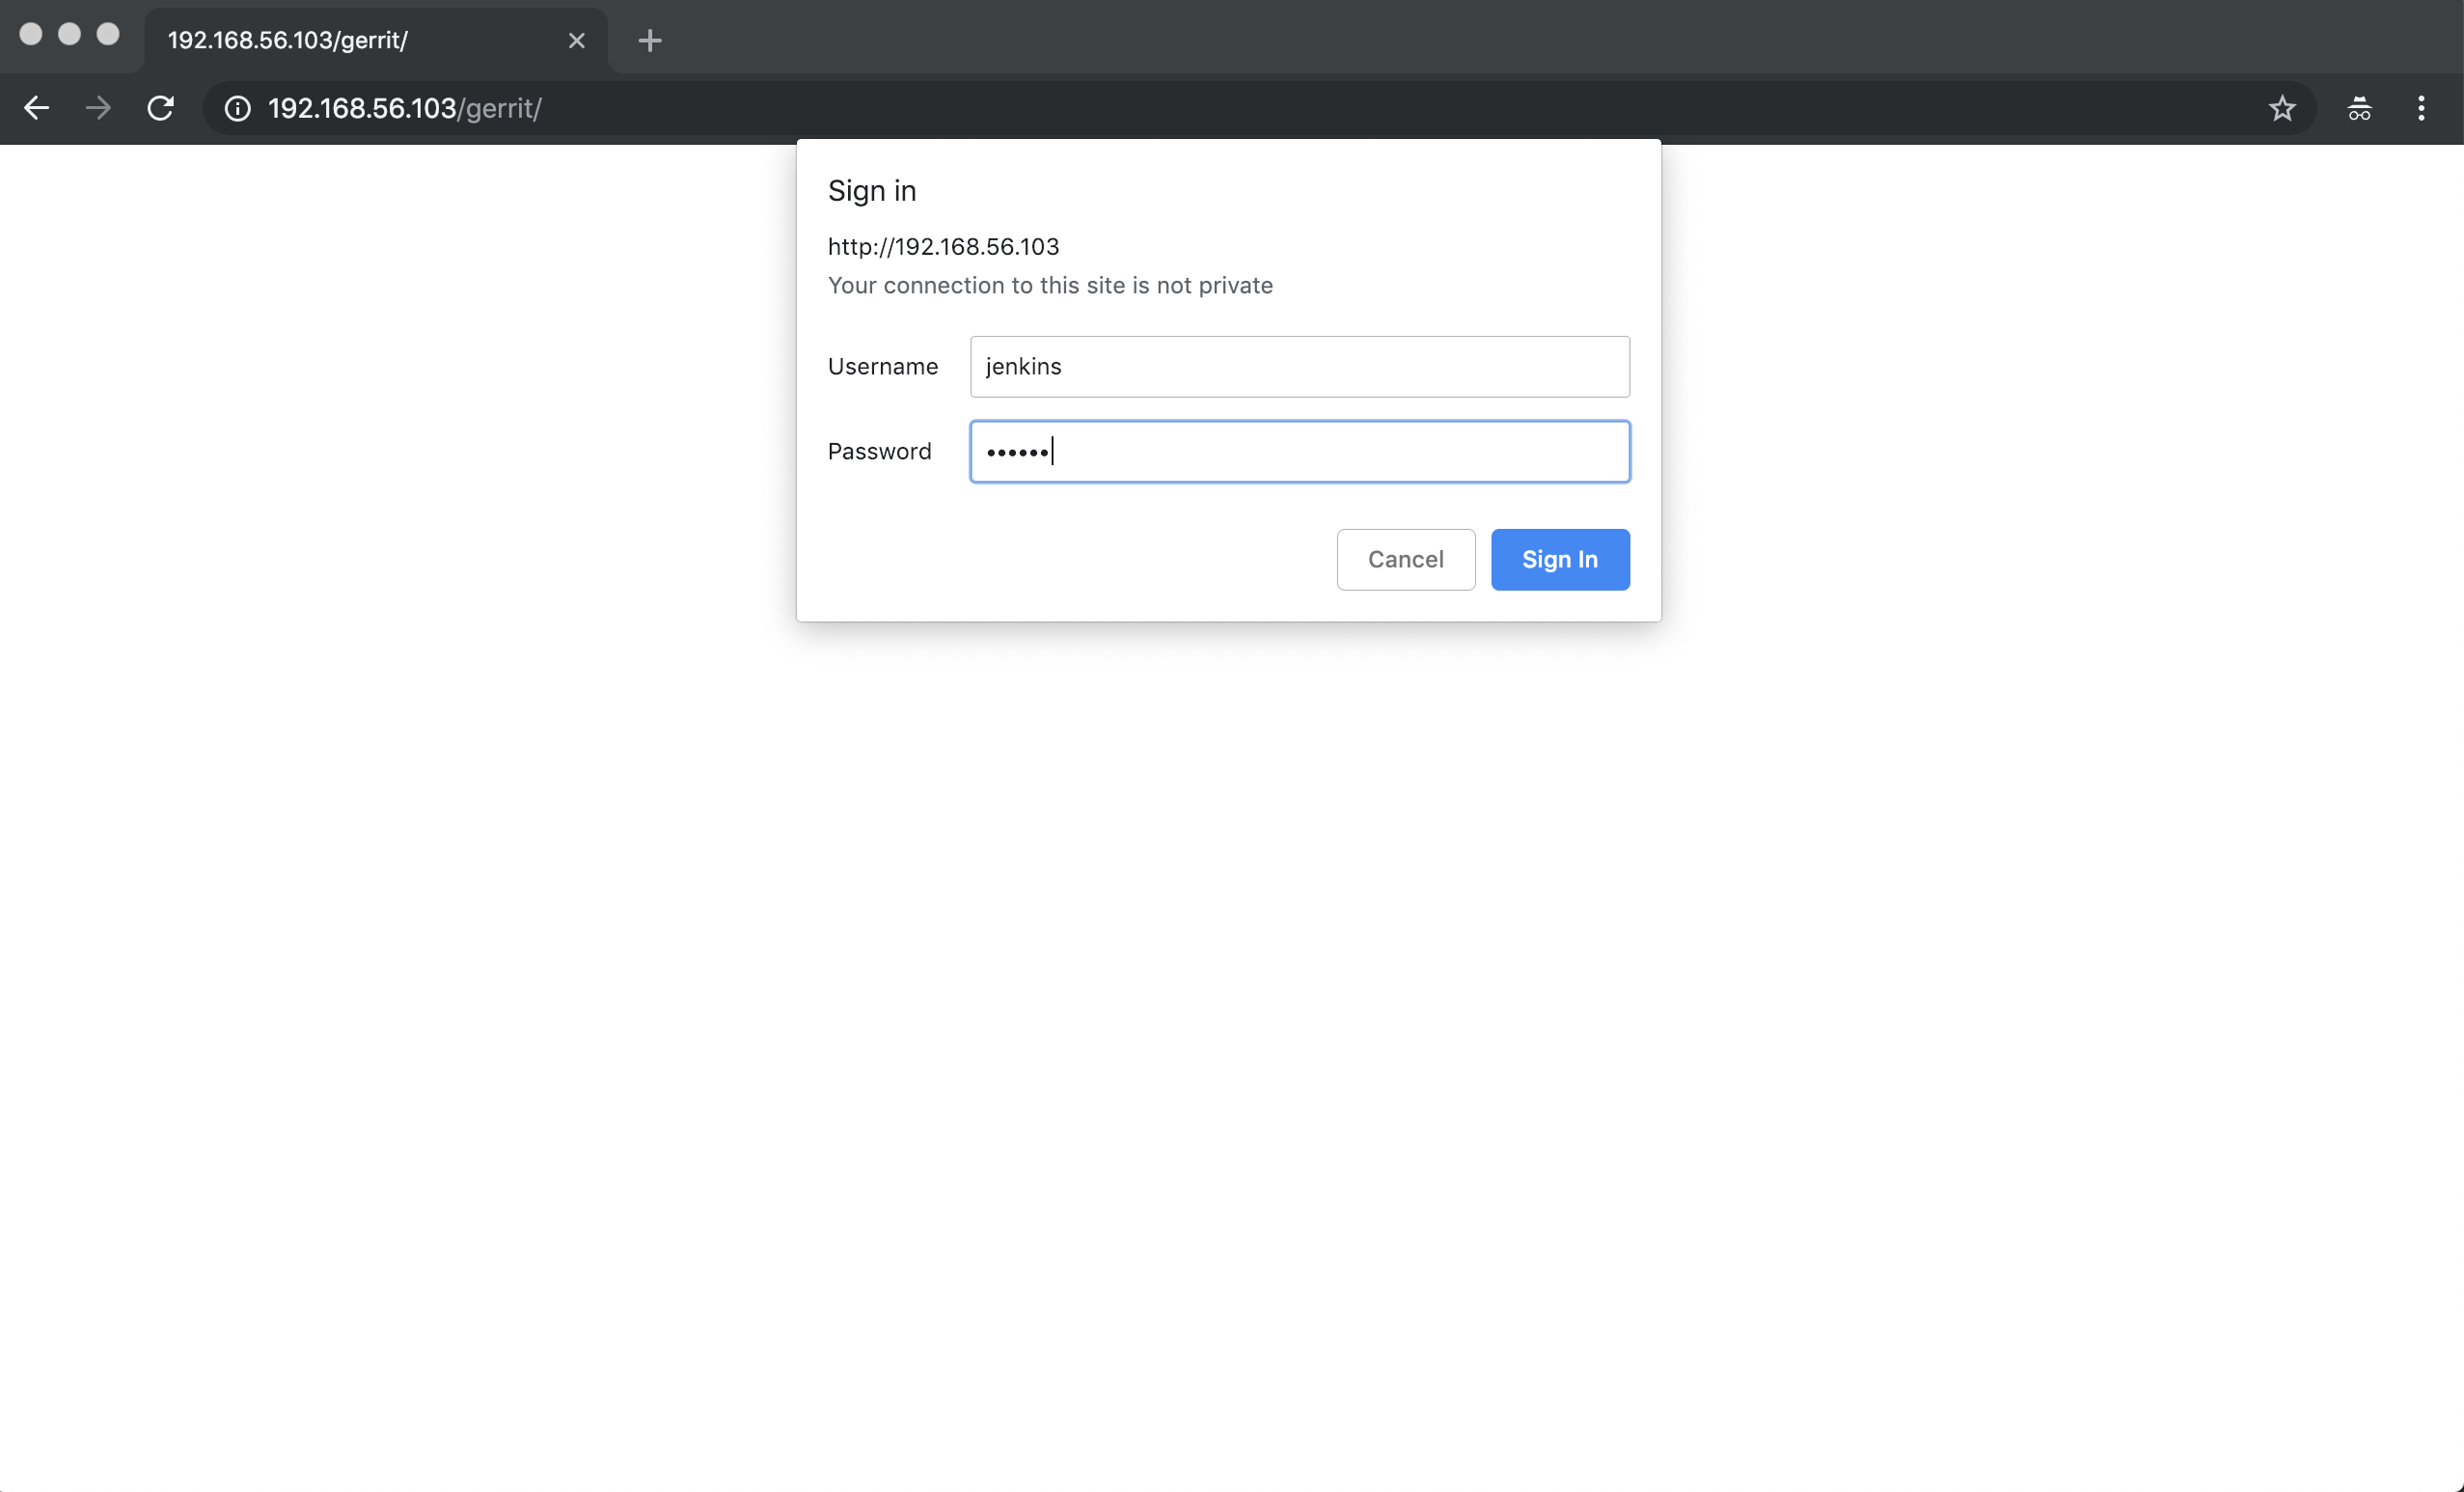 192.168.56.103/gerrit/
192.168.56.103/gerrit/
Sign in
http://192.168.56.103
Your connection to this site is not private
Username jenkins
Password ••••••
Cancel Sign In